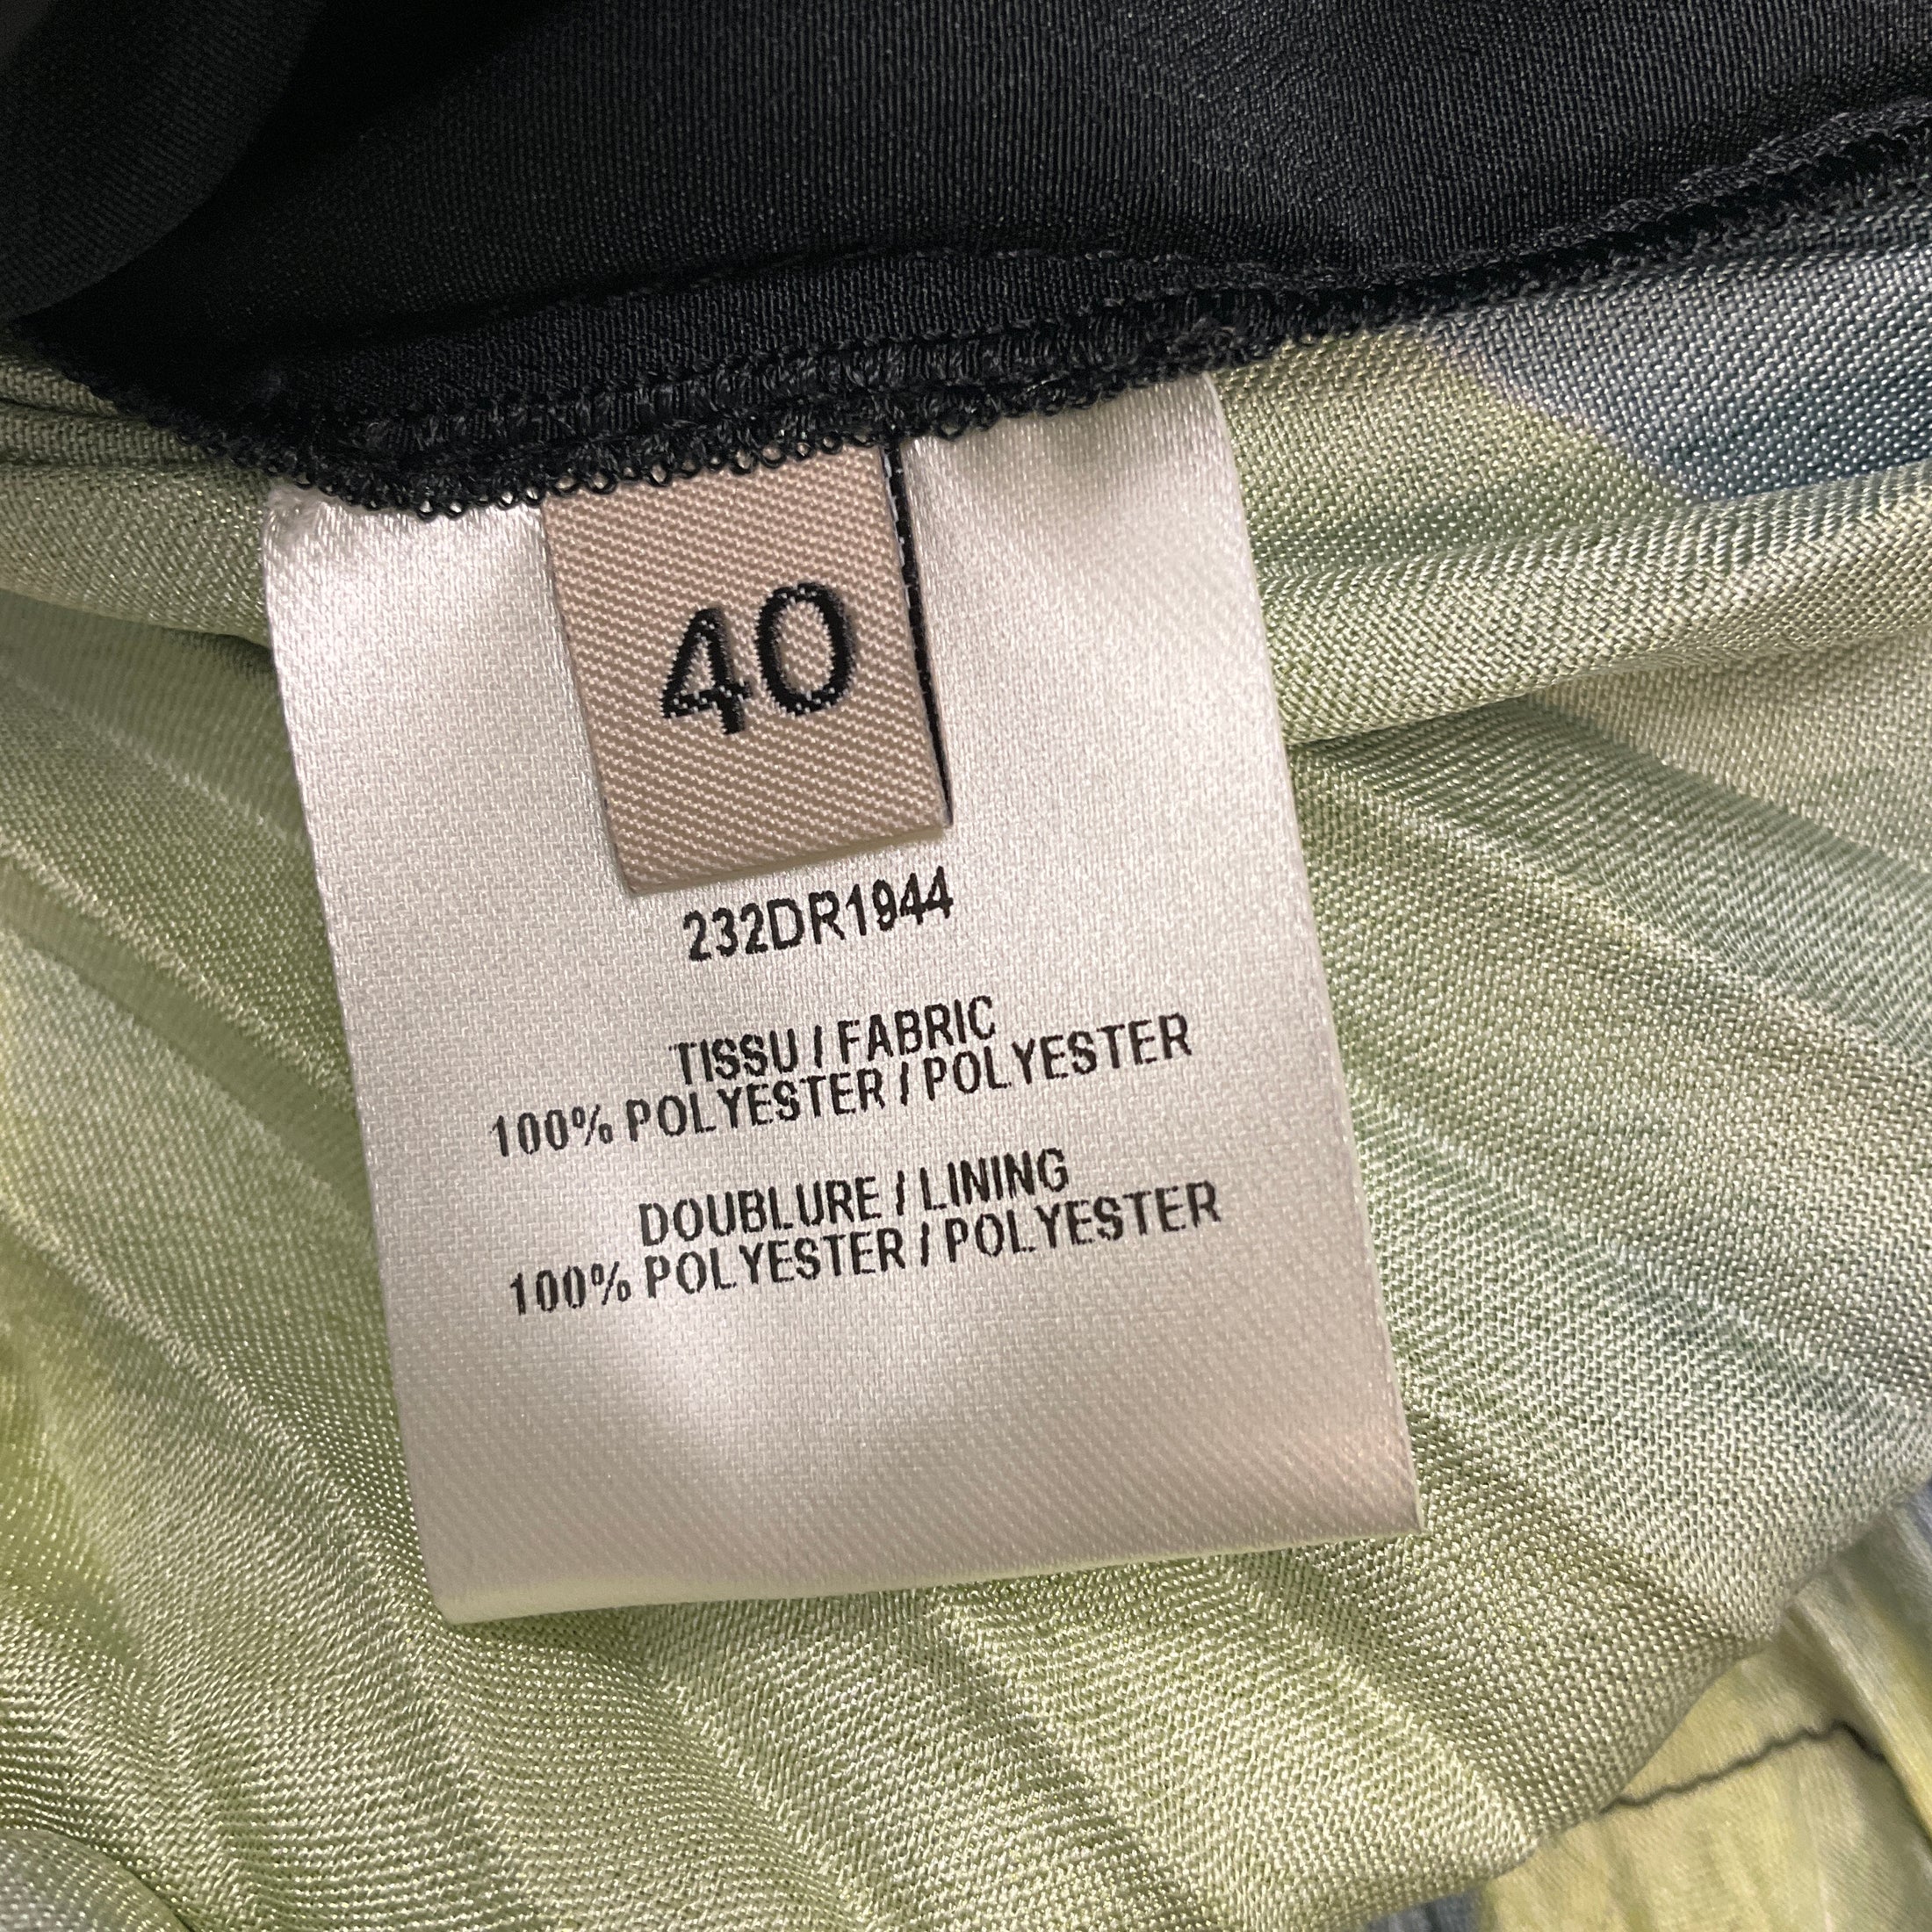 40
232DR1944
TISSU / FABRIC
100% POLYESTER / POLYESTER
DOUBLURE / LINING
100% POLYESTER / POLYESTER